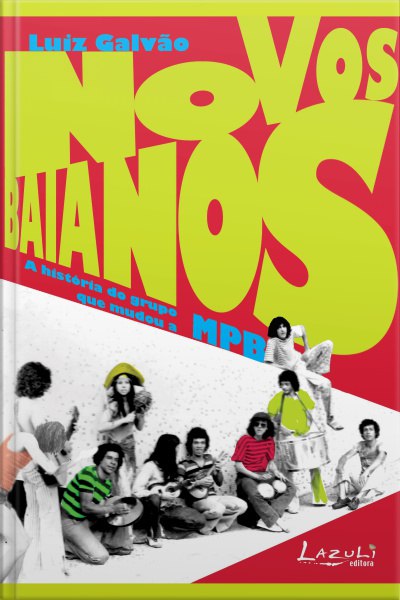 Luiz Galvão
NOVOS
BAIANOS
A história do grupo
que mudou a
MPB
LAZULI
editora